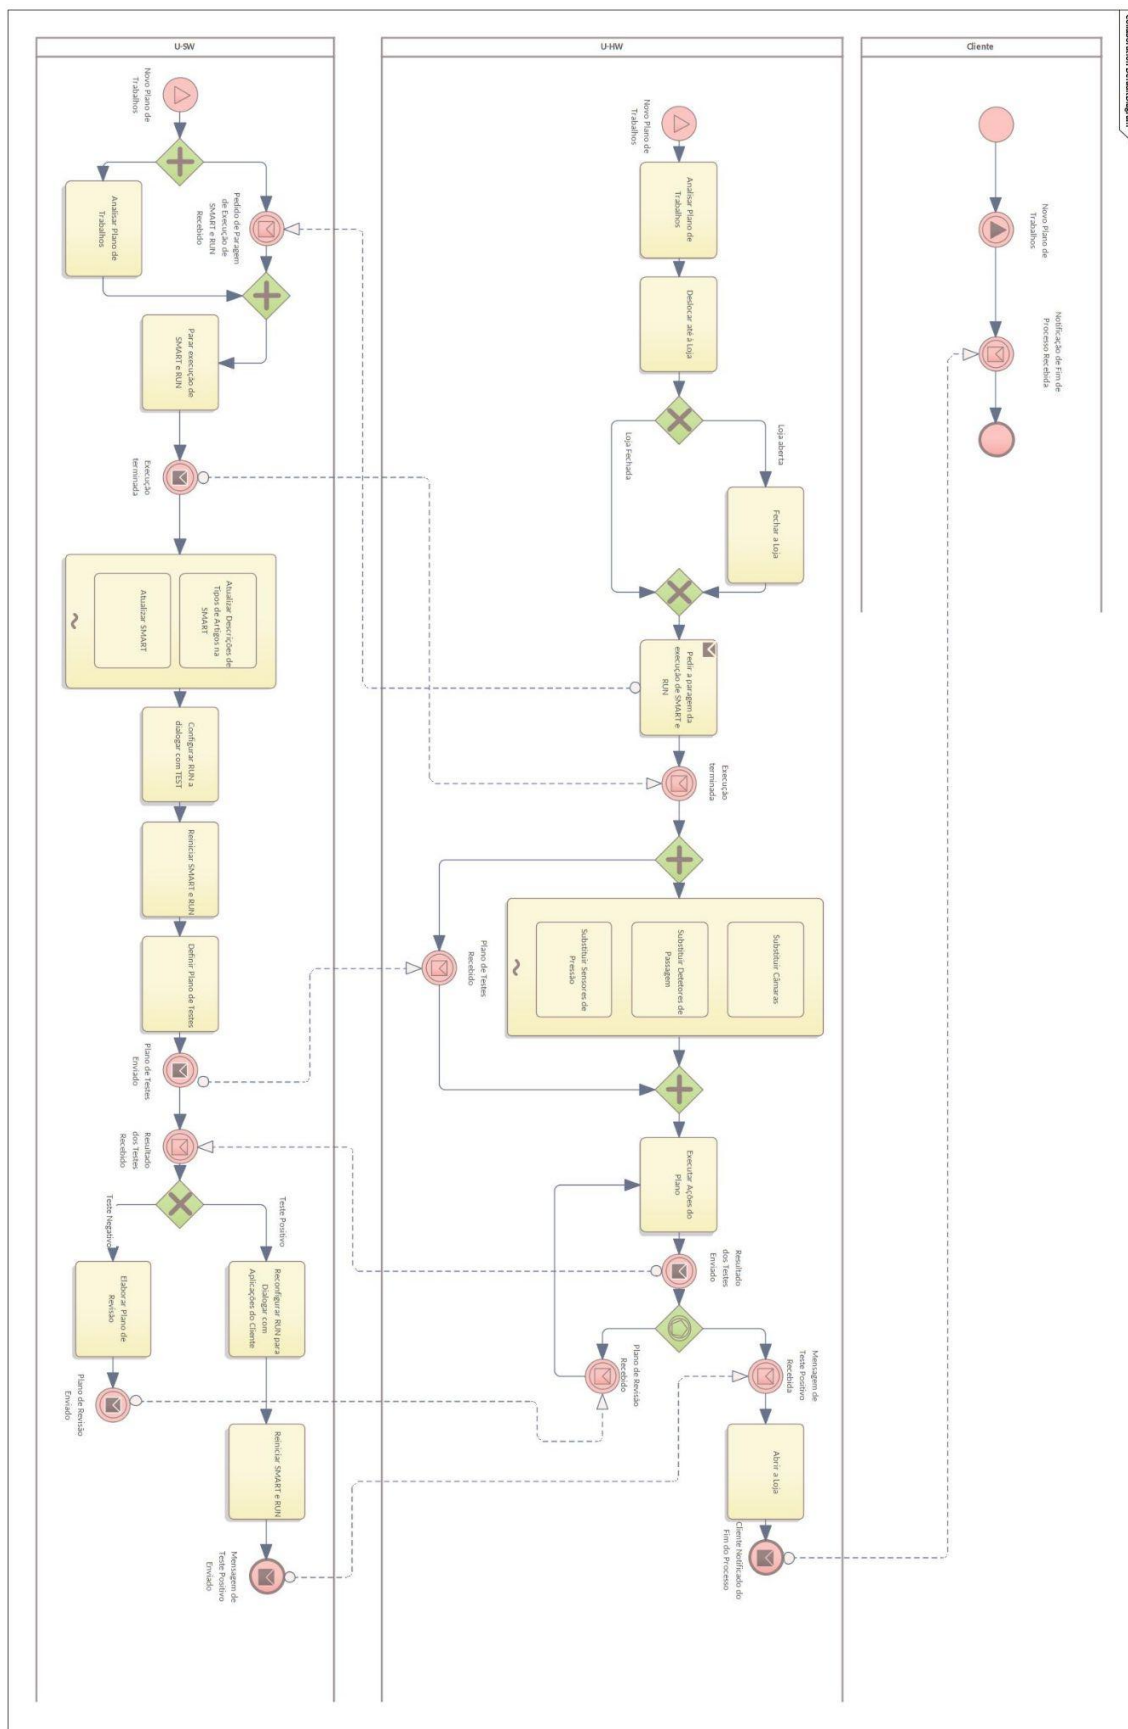 Collaboration DefaultDiagram
Cliente
Novo Plano de
Trabalhos
Notificação de Fim de
Processo Recebida
U-HW
Novo Plano de
Trabalhos
Analisar Plano de
Trabalhos
Deslocar até à Loja
Loja aberta
Loja Fechada
Fechar a Loja
Pedir a paragem da
execução de SMART e
RUN
Execução
terminada
Plano de Testes
Recebido
Substituir Câmaras
Substituir Detetores de
Passagem
Substituir Sensores de
Pressão
Executar Ações do
Plano
Resultado
dos Testes
Enviado
Mensagem de
Teste Positivo
Recebida
Plano de Revisão
Recebido
Abrir a Loja
Cliente Notificado do
Fim do Processo
U-SW
Novo Plano de
Trabalhos
Pedido de Paragem
de Execução de
SMART e RUN
Recebido
Analisar Plano de
Trabalhos
Parar execução de
SMART e RUN
Execução
terminada
Atualizar Descrições de
Tipos de Artigos na
SMART
Atualizar SMART
Configurar RUN a
dialogar com TEST
Reiniciar SMART e RUN
Definir Plano de Testes
Plano de Testes
Enviado
Resultado
dos Testes
Recebido
Teste Positivo
Teste Negativo
Reconfigurar RUN para
Dialogar com
Aplicações do Cliente
Elaborar Plano de
Revisão
Plano de Revisão
Enviado
Reiniciar SMART e RUN
Mensagem de
Teste Positivo
Enviado